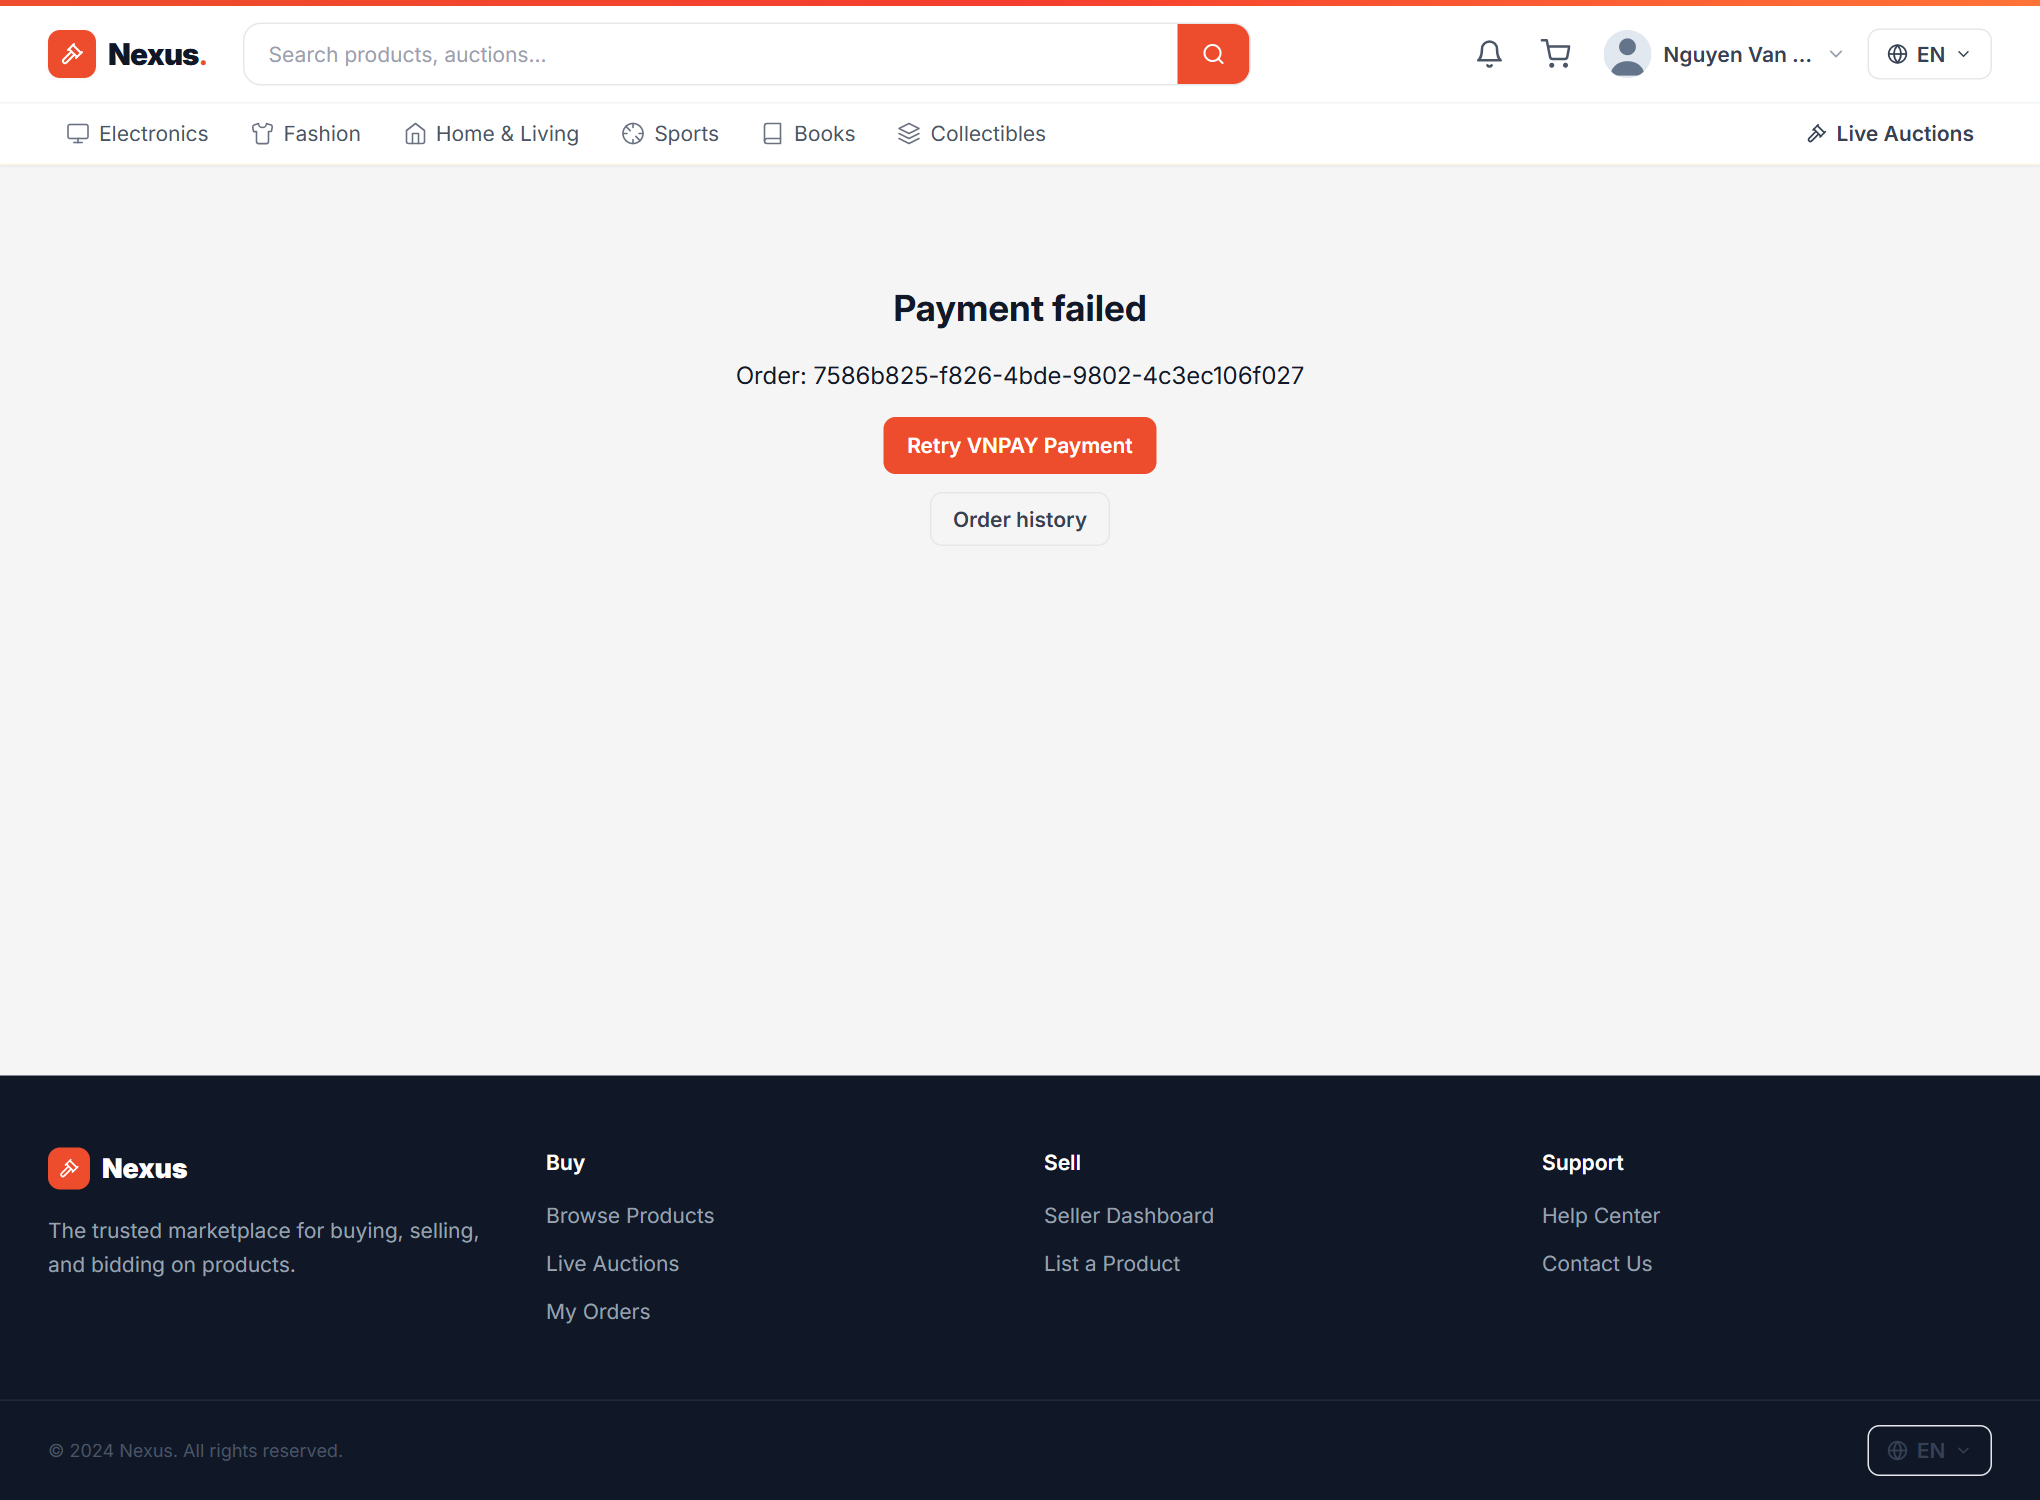 Nexus.
Search products, auctions...
Nguyen Van ...
EN
Electronics
Fashion
Home & Living
Sports
Books
Collectibles
Live Auctions
Payment failed
Order: 7586b825-f826-4bde-9802-4c3ec106f027
Retry VNPAY Payment
Order history
Nexus
The trusted marketplace for buying, selling,
and bidding on products.
Buy
Browse Products
Live Auctions
My Orders
Sell
Seller Dashboard
List a Product
Support
Help Center
Contact Us
© 2024 Nexus. All rights reserved.
EN